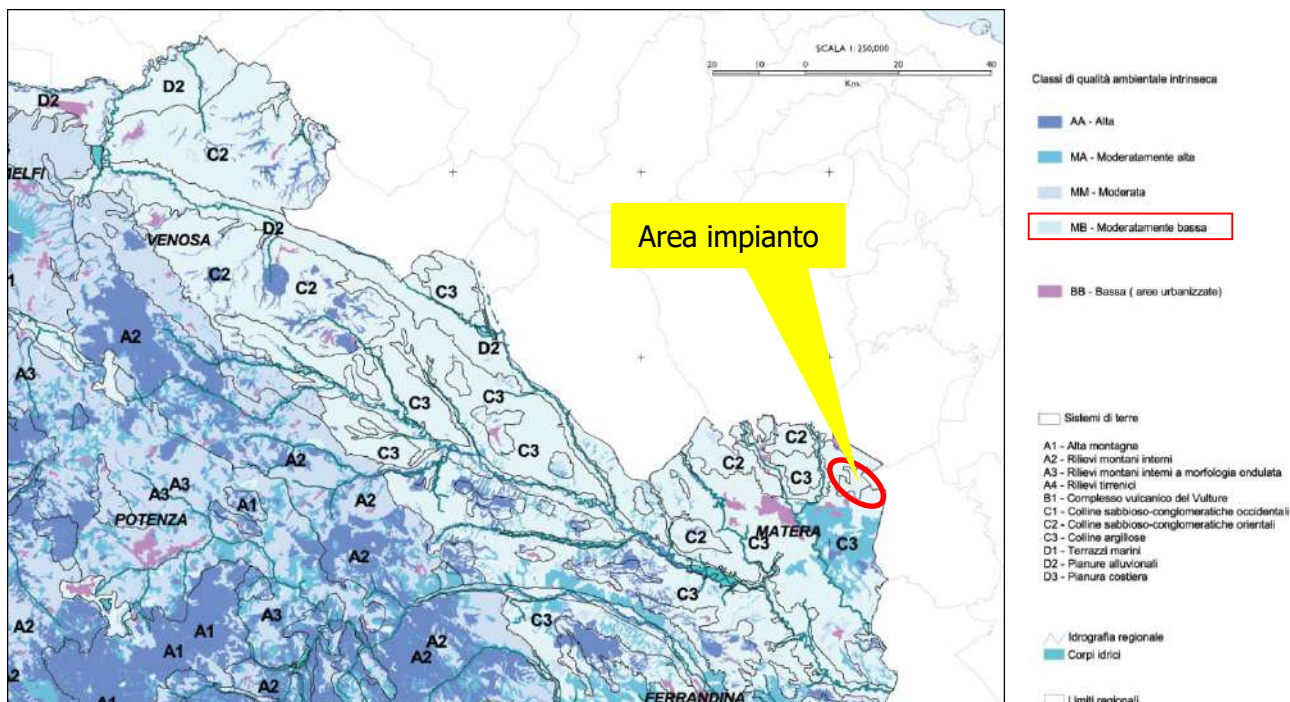 SCALA 1:250,000
20 10 0 20 40
Km.
D2
D2
C2
ELFI
VENOSA
D2
C2
C2
C3
D2
A2
A3
C3
C3
C3
C3
A2
A3
A3
A1
A2
POTENZA
A2
C2
C2
C3
C2
MATERA
C3
C3
C3
A3
A1
A1
A2
A2
A2
C3
A2
A1
FERRANDINA
Area impianto
Classi di qualità ambientale intrinseca
AA - Alta
MA - Moderatamente alta
MM - Moderata
MB - Moderatamente bassa
BB - Bassa ( aree urbanizzate)
Sistemi di terre
A1 - Alta montagna
A2 - Rilievi montani interni
A3 - Rilievi montani interni a morfologia ondulata
A4 - Rilievi tirrenici
B1 - Complesso vulcanico del Vulture
C1 - Colline sabbioso-conglomeratiche occidentali
C2 - Colline sabbioso-conglomeratiche orientali
C3 - Colline argillose
D1 - Terrazzi marini
D2 - Pianure alluvionali
D3 - Pianura costiera
Idrografia regionale
Corpi idrici
Limiti regionali